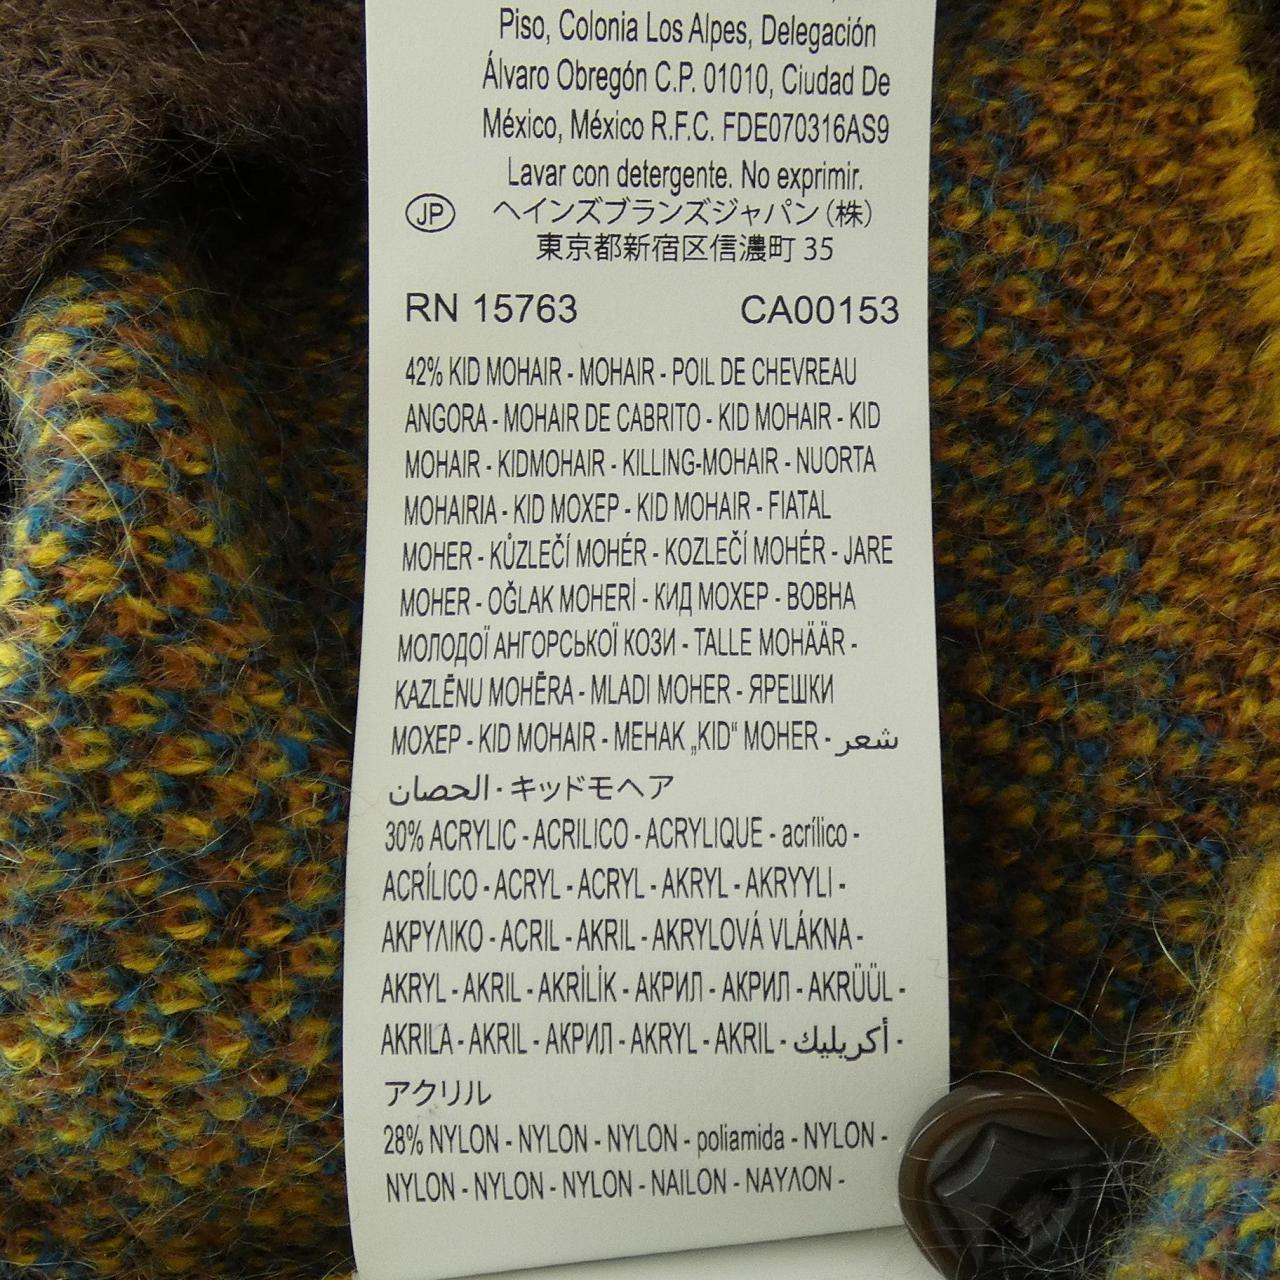 Piso, Colonia Los Alpes, Delegación
Álvaro Obregón C.P. 01010, Ciudad De
México, México R.F.C. FDE070316AS9
Lavar con detergente. No exprimir.
JP ヘインズブランズジャパン(株)
東京都新宿区信濃町 35
RN 15763 CA00153
42% KID MOHAIR - MOHAIR - POIL DE CHEVREAU
ANGORA - MOHAIR DE CABRITO - KID MOHAIR - KID
MOHAIR - KIDMOHAIR - KILLING-MOHAIR - NUORTA
MOHAIRIA - KID ΜΟΧΕΡ - KID MOHAIR - FIATAL
MOHER - KŮZLEČÍ MOHÉR - KOZLEČÍ MOHÉR - JARE
MOHER - OĞLAK MOHERİ - КИД МОХЕР - ВОВНА
МОЛОДОЇ АНГОРСЬКОЇ КОЗИ - TALLE MOHÄÄR -
KAZLĒNU MOHĒRA - MLADI MOHER - ЯРЕШКИ
МОХЕР - KID MOHAIR - MEHAK „KID“ MOHER - شعر
الحصان - キッドモヘア
30% ACRYLIC - ACRILICO - ACRYLIQUE - acrílico -
ACRÍLICO - ACRYL - ACRYL - AKRYL - AKRYYLI -
ΑΚΡΥΛΙΚΟ - ACRIL - AKRIL - AKRYLOVÁ VLÁKNA -
AKRYL - AKRIL - AKRİLİK - АКРИЛ - АКРИЛ - AKRÜÜL -
AKRILA - AKRIL - АКРИЛ - AKRYL - AKRIL - أكريليك -
アクリル
28% NYLON - NYLON - NYLON - poliamida - NYLON -
NYLON - NYLON - NYLON - NAILON - ΝΑΥΛΟΝ -